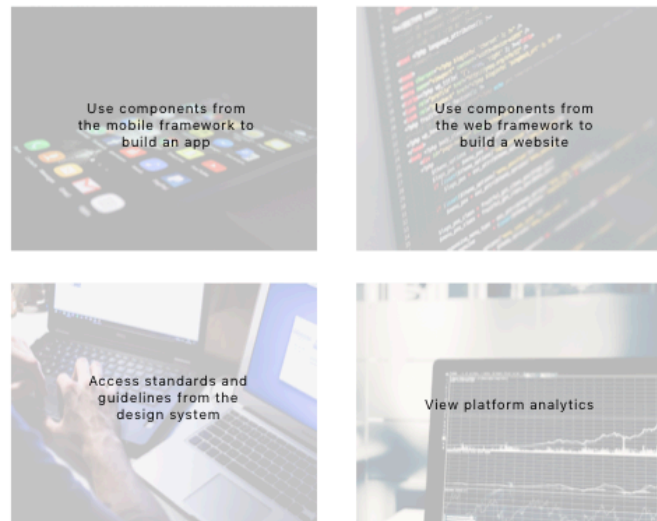 Use components from
the mobile framework to
build an app
Use components from
the web framework to
build a website
Access standards and
guidelines from the
design system
View platform analytics